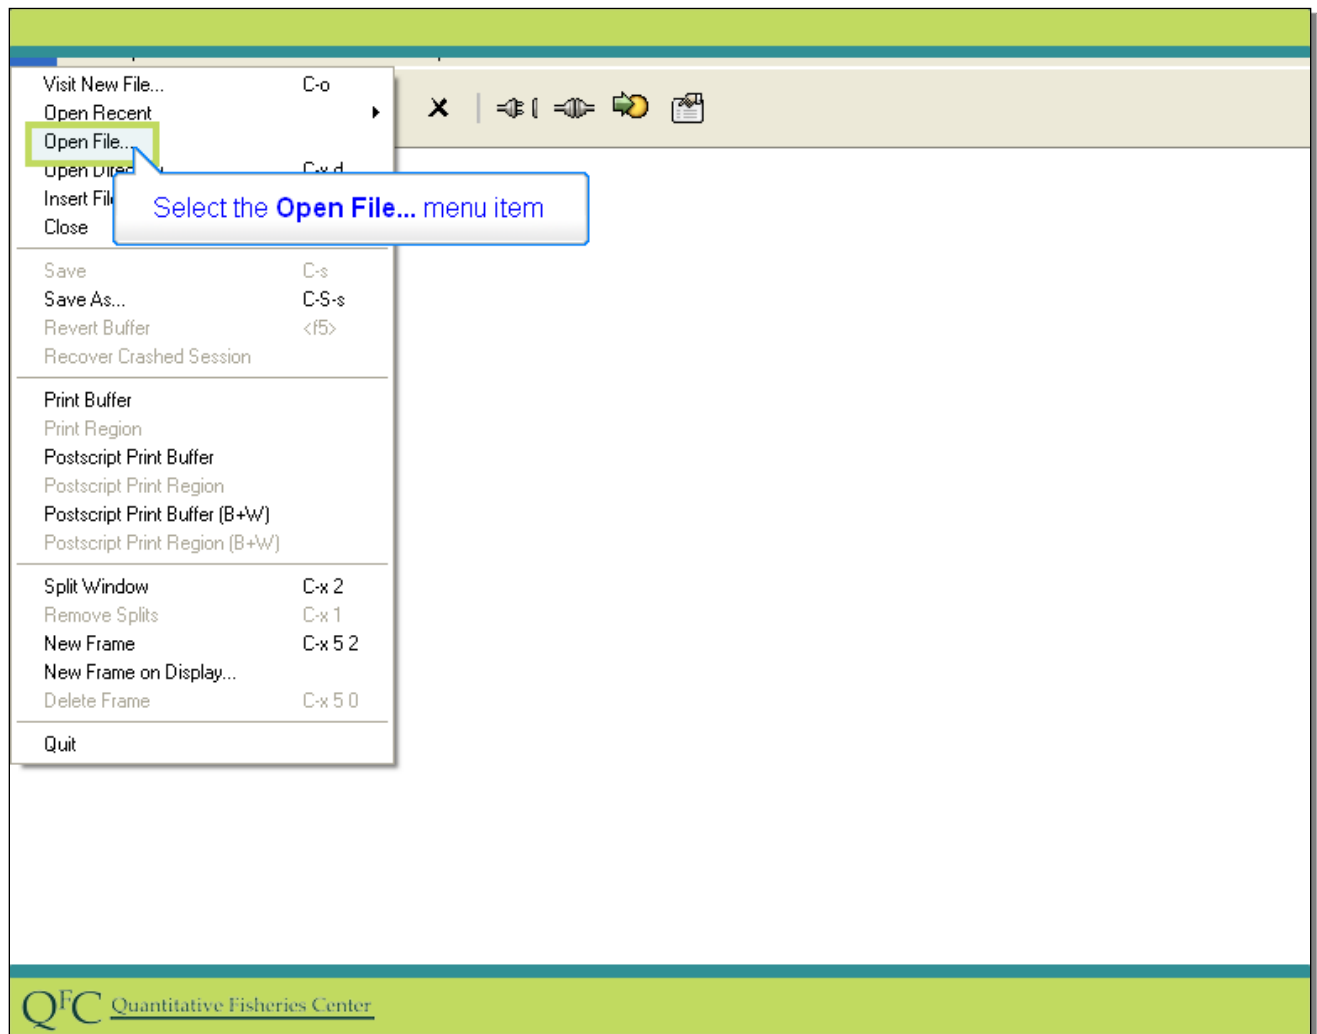 Visit New File... C-o
Open Recent
Open File...
Open C-x d
Insert
Select the Open File... menu item
Close
Save C-s
Save As... C-S-s
Revert Buffer <f5>
Recover Crashed Session
Print Buffer
Print Region
Postscript Print Buffer
Postscript Print Region
Postscript Print Buffer (B+W)
Postscript Print Region (B+W)
Split Window C-x 2
Remove Splits C-x 1
New Frame C-x 5 2
New Frame on Display...
Delete Frame C-x 5 0
Quit
QFC Quantitative Fisheries Center